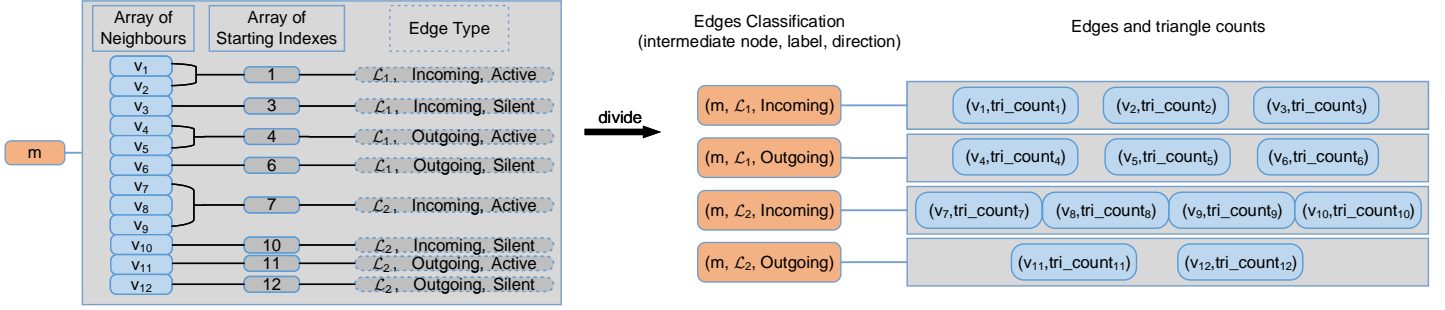 Array of
Neighbours
Array of
Starting Indexes
Edge Type
m
v₁
v₂
v₃
v₄
v₅
v₆
v₇
v₈
v₉
v₁₀
v₁₁
v₁₂
1
3
4
6
7
10
11
12
ℒ₁, Incoming, Active
ℒ₁, Incoming, Silent
ℒ₁, Outgoing, Active
ℒ₁, Outgoing, Silent
ℒ₂, Incoming, Active
ℒ₂, Incoming, Silent
ℒ₂, Outgoing, Active
ℒ₂, Outgoing, Silent
divide
Edges Classification
(intermediate node, label, direction)
Edges and triangle counts
(m, ℒ₁, Incoming)
(v₁,tri_count₁) (v₂,tri_count₂) (v₃,tri_count₃)
(m, ℒ₁, Outgoing)
(v₄,tri_count₄) (v₅,tri_count₅) (v₆,tri_count₆)
(m, ℒ₂, Incoming)
(v₇,tri_count₇) (v₈,tri_count₈) (v₉,tri_count₉) (v₁₀,tri_count₁₀)
(m, ℒ₂, Outgoing)
(v₁₁,tri_count₁₁) (v₁₂,tri_count₁₂)